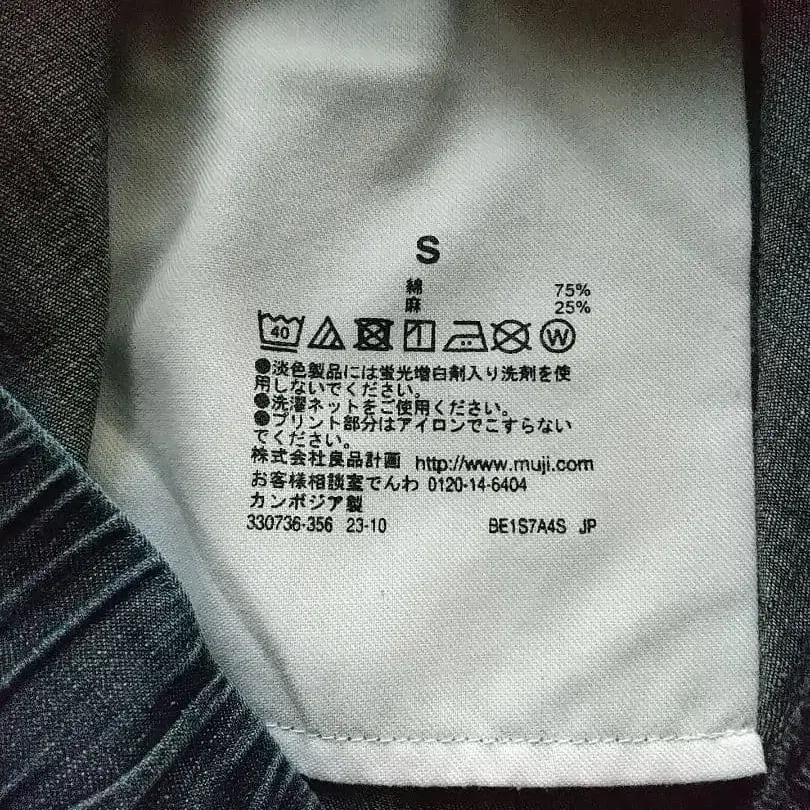 S
綿 75%
麻 25%
40 W
●淡色製品には蛍光増白剤入り洗剤を使
用しないでください。
●洗濯ネットをご使用ください。
●プリント部分はアイロンでこすらない
でください。
株式会社良品計画 http://www.muji.com
お客様相談室でんわ 0120-14-6404
カンボジア製
330736-356 23-10 BE1S7A4S JP